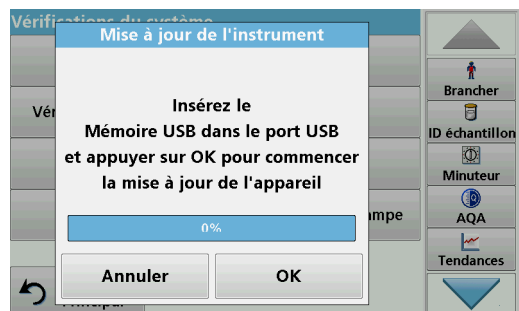 Vérifications du système
Mise à jour de l'instrument
Insérez le
Mémoire USB dans le port USB
et appuyer sur OK pour commencer
la mise à jour de l'appareil
0%
Annuler
OK
Brancher
ID échantillon
Minuteur
AQA
Tendances